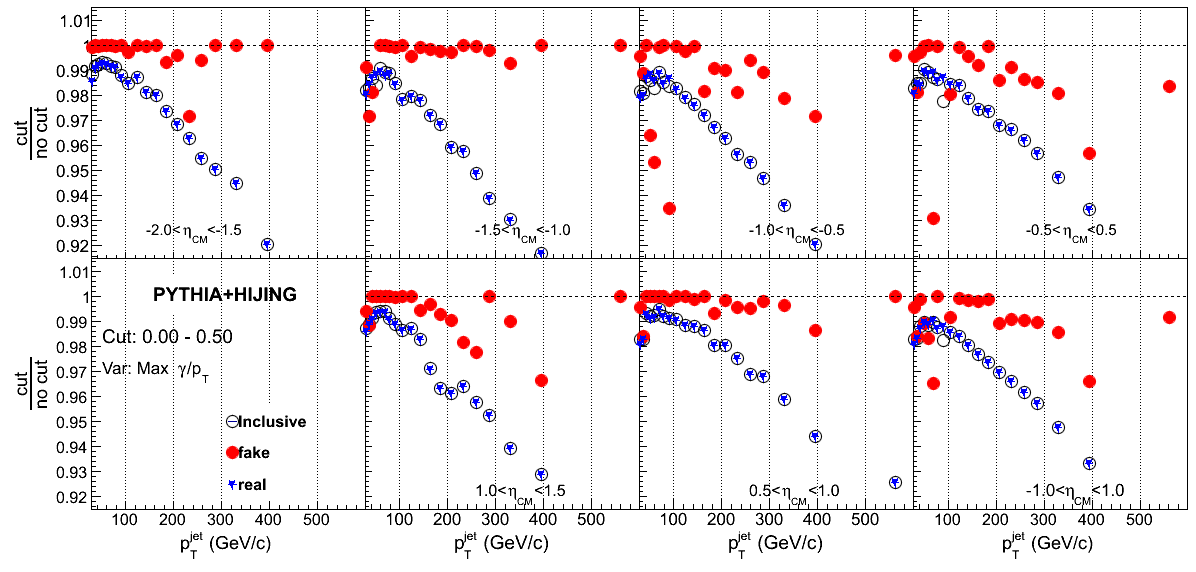 1.01
1
0.99
0.98
0.97
0.96
0.95
0.94
0.93
0.92
cut
no cut
-2.0<η_CM<-1.5
-1.5<η_CM<-1.0
-1.0<η_CM<-0.5
-0.5<η_CM<0.5
1.01
1
0.99
0.98
0.97
0.96
0.95
0.94
0.93
0.92
cut
no cut
PYTHIA+HIJING
Cut: 0.00 - 0.50
Var: Max γ/p_T
Inclusive
fake
real
1.0<η_CM<1.5
0.5<η_CM<1.0
-1.0<η_CM<1.0
100 200 300 400 500
100 200 300 400 500
100 200 300 400 500
100 200 300 400 500
p_T^jet (GeV/c)
p_T^jet (GeV/c)
p_T^jet (GeV/c)
p_T^jet (GeV/c)